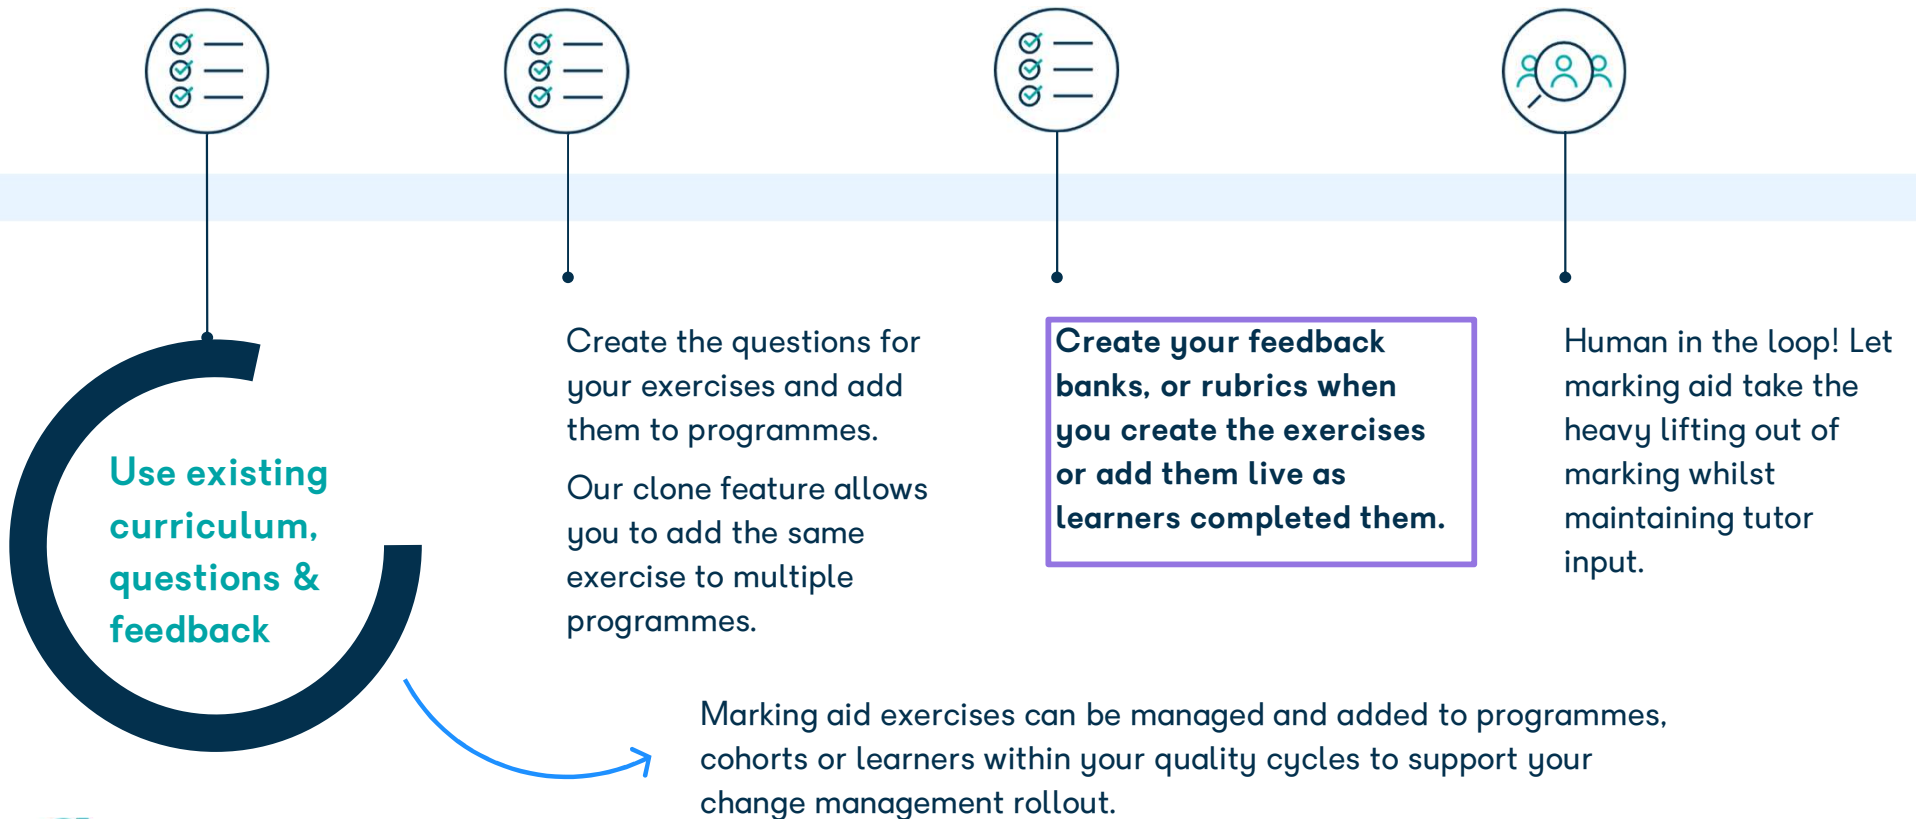 Use existing
curriculum,
questions &
feedback
Create the questions for
your exercises and add
them to programmes.
Our clone feature allows
you to add the same
exercise to multiple
programmes.
Create your feedback
banks, or rubrics when
you create the exercises
or add them live as
learners completed them.
Human in the loop! Let
marking aid take the
heavy lifting out of
marking whilst
maintaining tutor
input.
Marking aid exercises can be managed and added to programmes,
cohorts or learners within your quality cycles to support your
change management rollout.